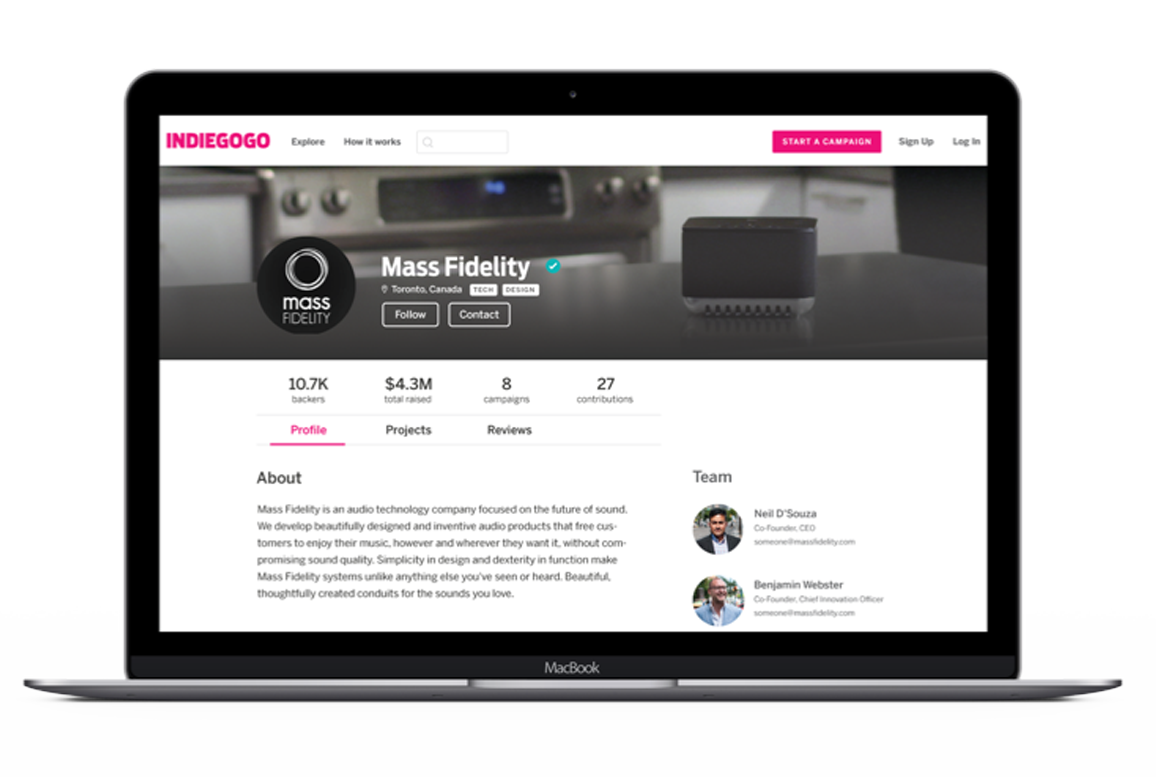 INDIEGOGO Explore How it works START A CAMPAIGN Sign Up Log In
mass
FIDELITY
Mass Fidelity
Toronto, Canada TECH DESIGN
Follow Contact
10.7K $4.3M 8 27
backers total raised campaigns contributions
Profile Projects Reviews
About
Mass Fidelity is an audio technology company focused on the future of sound.
We develop beautifully designed and inventive audio products that free cus-
tomers to enjoy their music, however and wherever they want it, without com-
promising sound quality. Simplicity in design and dexterity in function make
Mass Fidelity systems unlike anything else you've seen or heard. Beautiful,
thoughtfully created conduits for the sounds you love.
Team
Neil D'Souza
Co-Founder, CEO
someone@massfidelity.com
Benjamin Webster
Co-Founder, Chief Innovation Officer
someone@massfidelity.com
MacBook